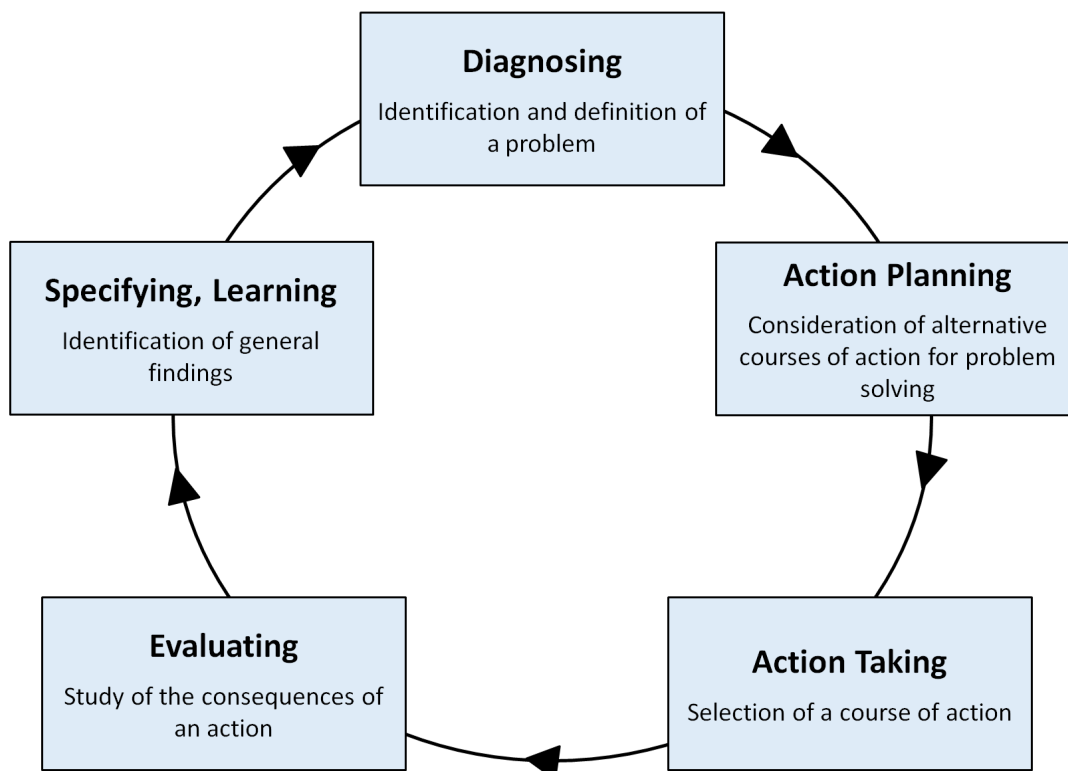 Diagnosing
Identification and definition of
a problem
Action Planning
Consideration of alternative
courses of action for problem
solving
Action Taking
Selection of a course of action
Evaluating
Study of the consequences of
an action
Specifying, Learning
Identification of general
findings